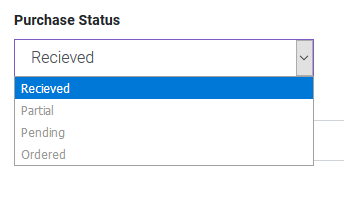 Purchase Status
Recieved
Recieved
Partial
Pending
Ordered